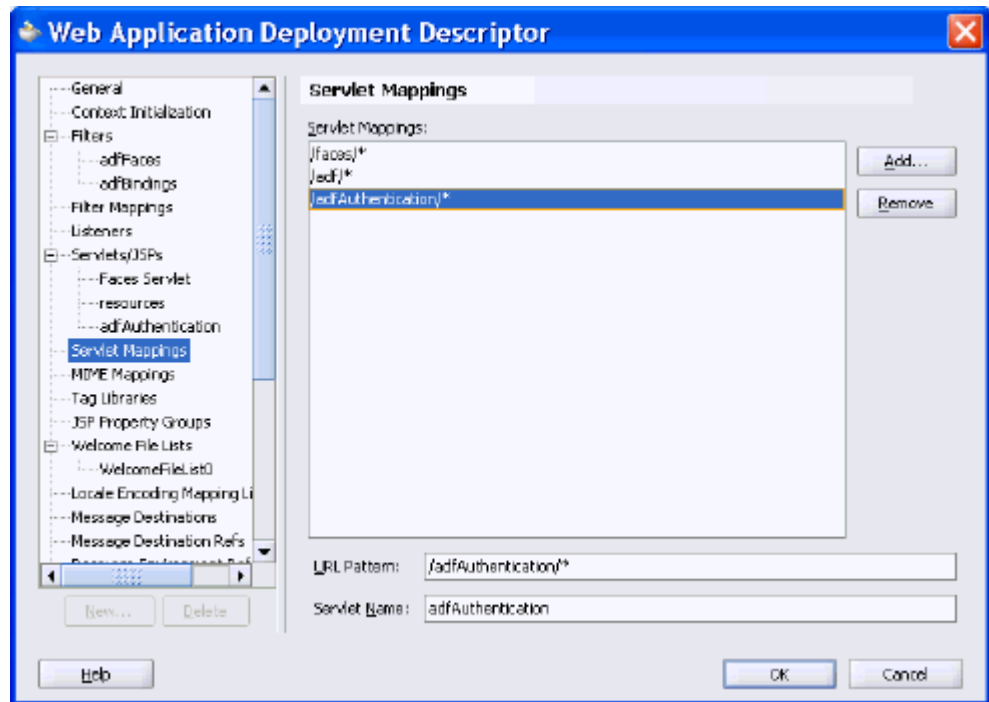 Web Application Deployment Descriptor
General
Context Initialization
Filters
adfFaces
adfBindings
Filter Mappings
Listeners
Servlets/JSPs
Faces Servlet
resources
adfAuthentication
Servlet Mappings
MIME Mappings
Tag Libraries
JSP Property Groups
Welcome File Lists
WelcomeFileList0
Locale Encoding Mapping Li
Message Destinations
Message Destination Refs
New...
Delete
Servlet Mappings
Servlet Mappings:
/faces/*
/adf/*
/adfAuthentication/*
Add...
Remove
URL Pattern: /adfAuthentication/*
Servlet Name: adfAuthentication
Help
OK
Cancel